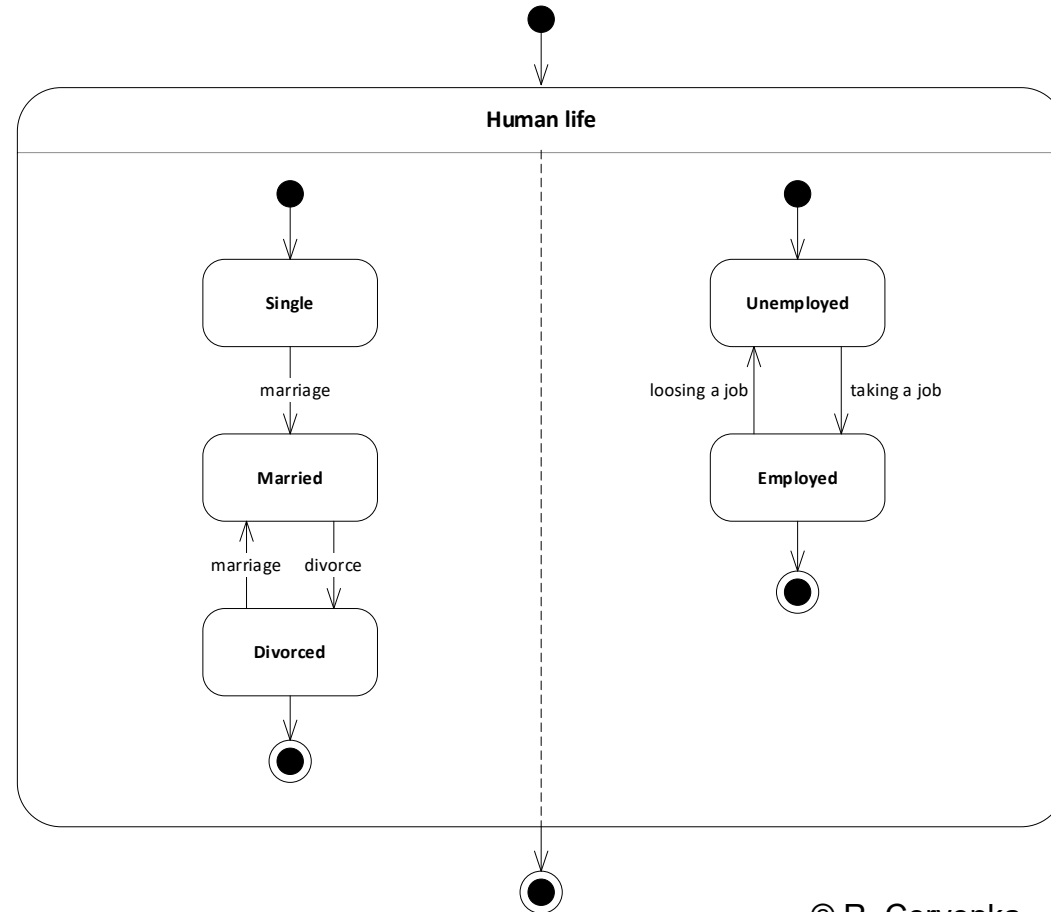 Human life
Single
Unemployed
marriage
loosing a job
taking a job
Married
Employed
marriage
divorce
Divorced